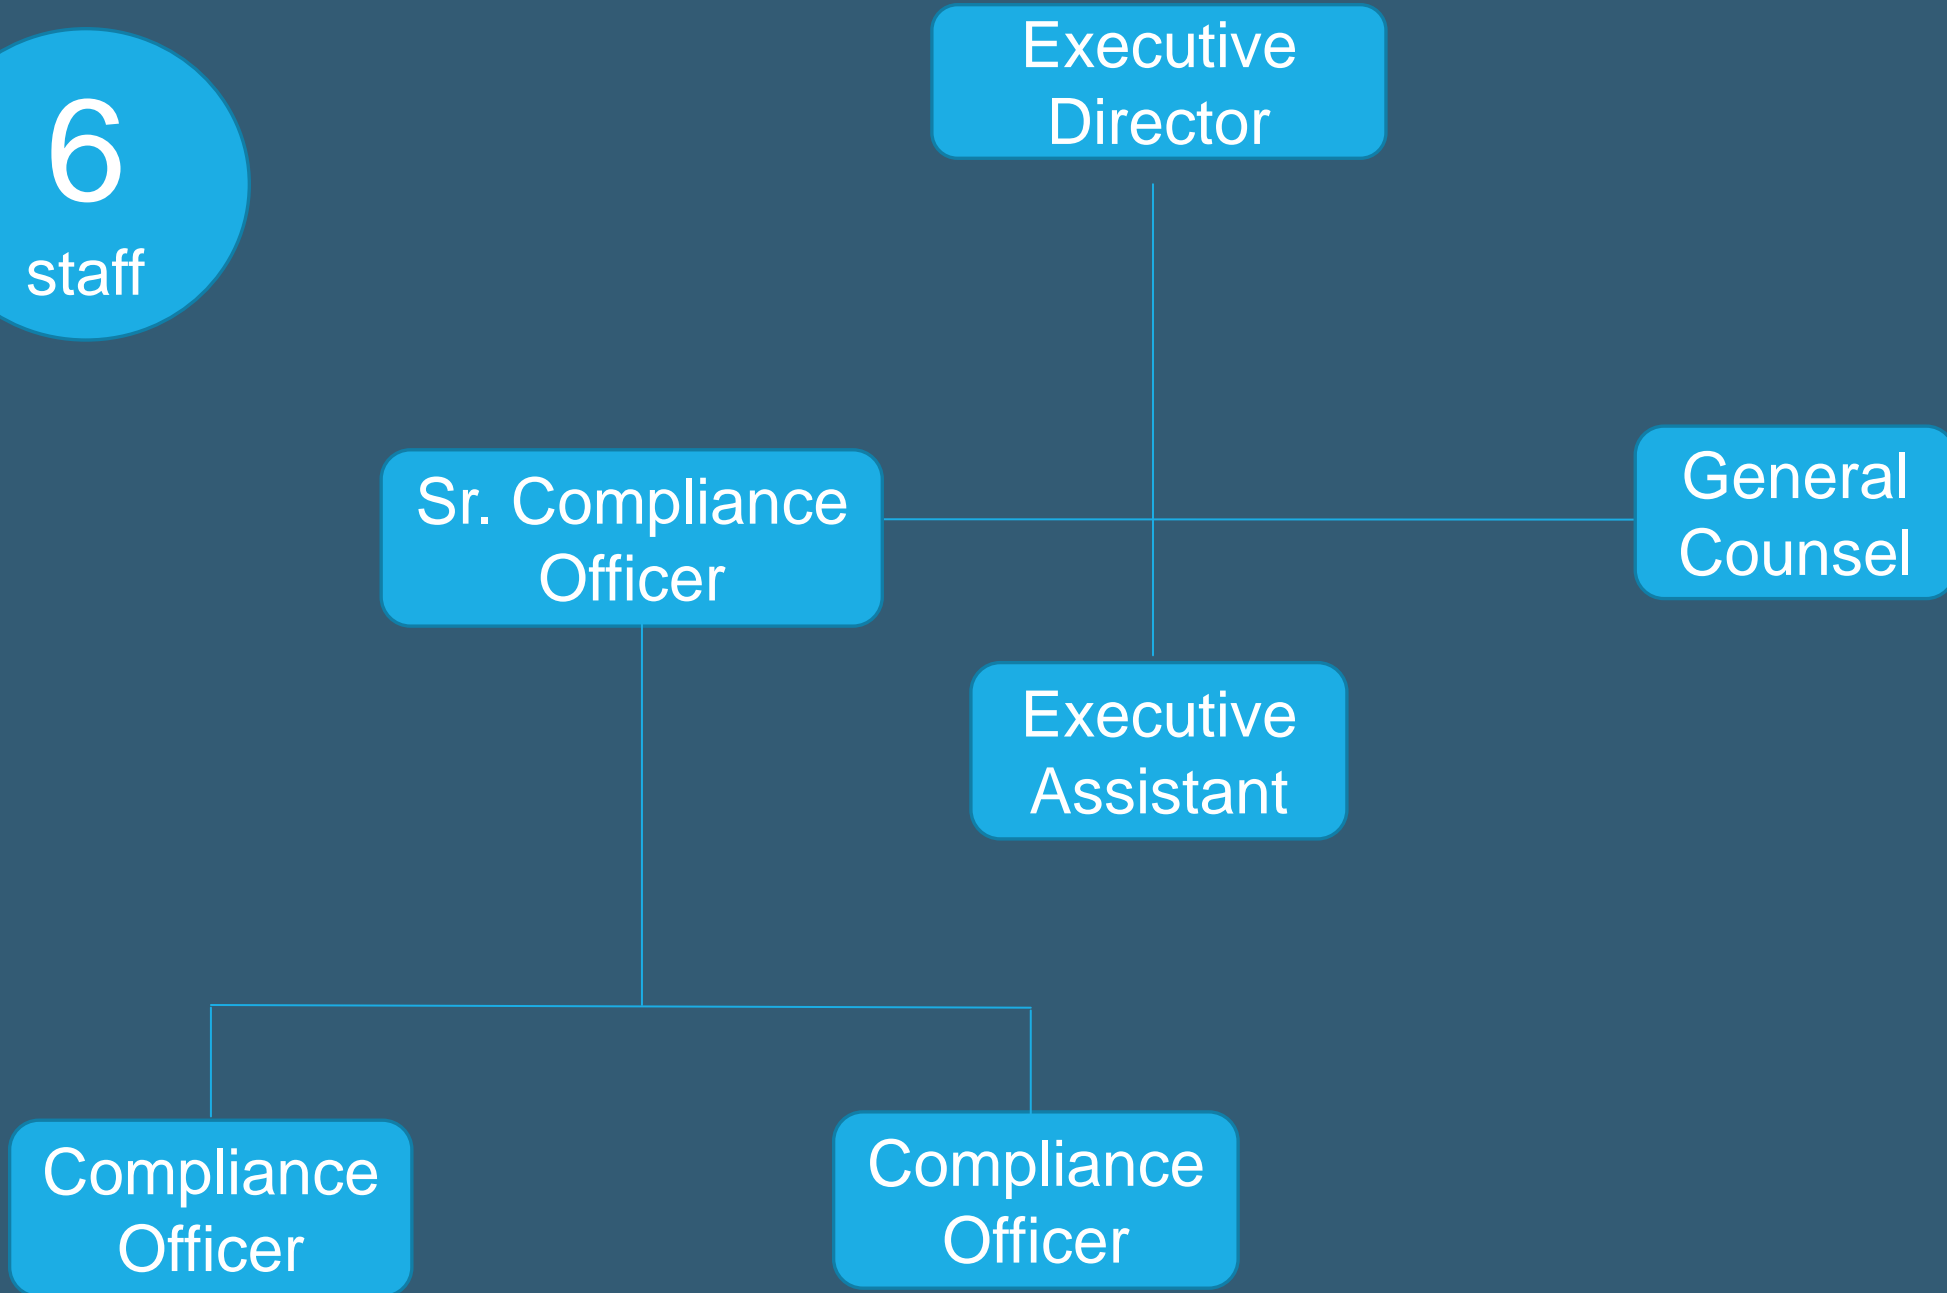 6
staff
Executive
Director
Sr. Compliance
Officer
General
Counsel
Executive
Assistant
Compliance
Officer
Compliance
Officer